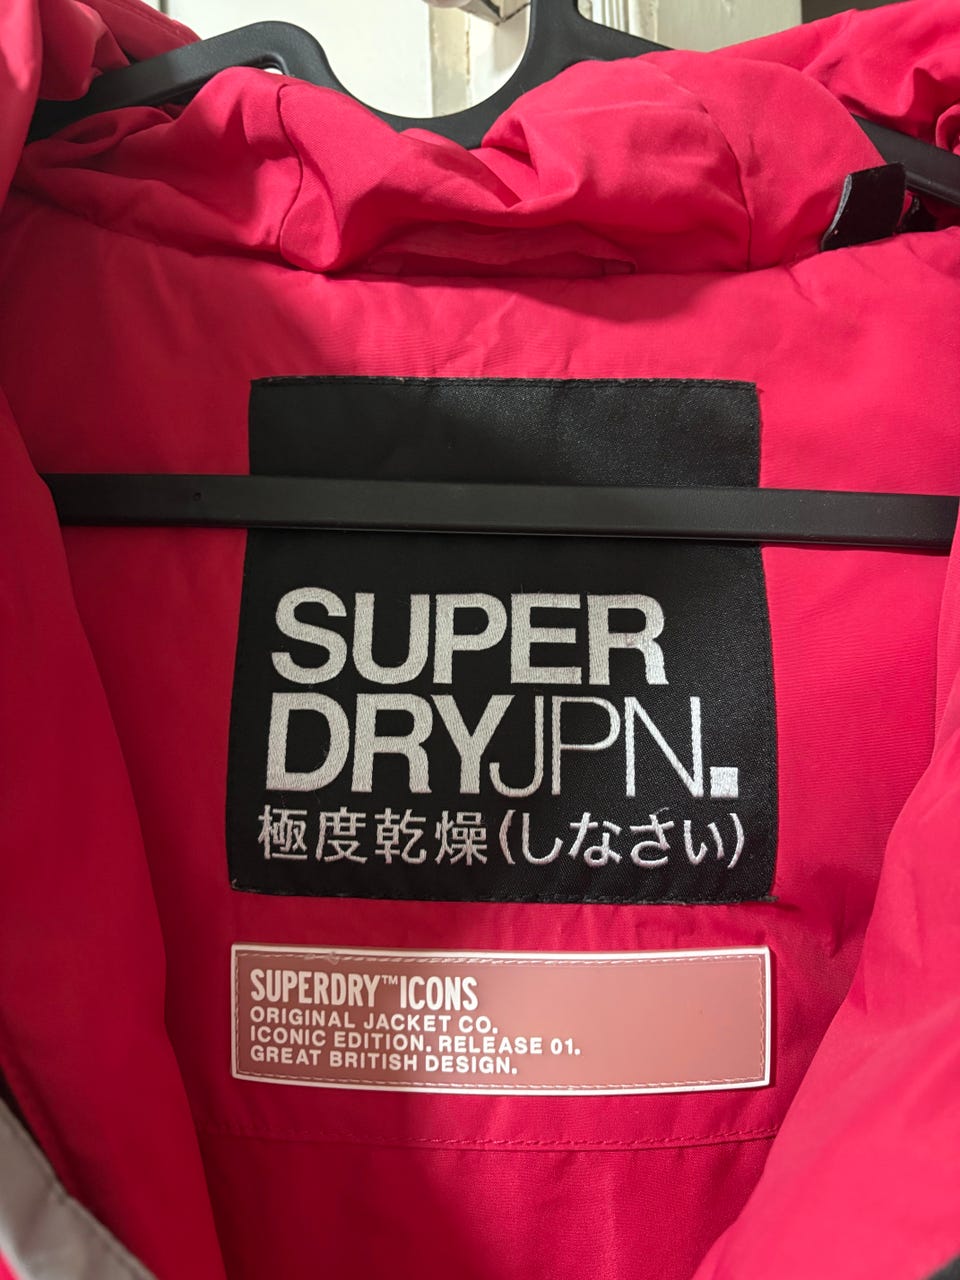 SUPER
DRYJPN.
極度乾燥(しなさい)
SUPERDRY™ICONS
ORIGINAL JACKET CO.
ICONIC EDITION. RELEASE 01.
GREAT BRITISH DESIGN.